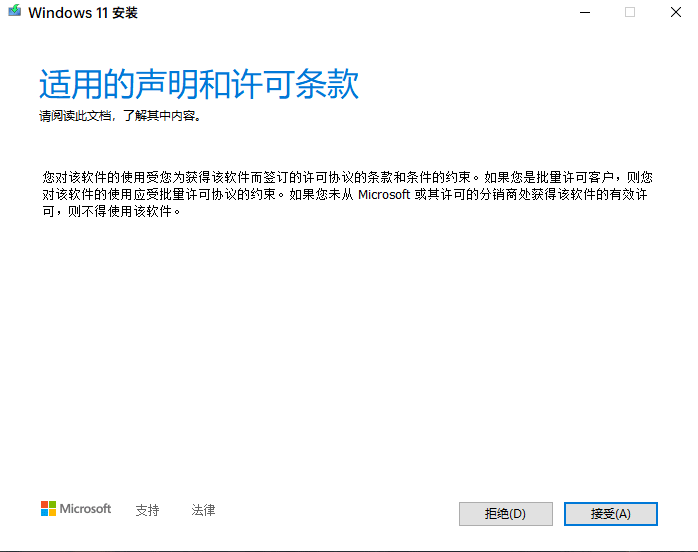 Windows 11 安装
适用的声明和许可条款
请阅读此文档，了解其中内容。
您对该软件的使用受您为获得该软件而签订的许可协议的条款和条件的约束。如果您是批量许可客户，则您
对该软件的使用应受批量许可协议的约束。如果您未从 Microsoft 或其许可的分销商处获得该软件的有效许
可，则不得使用该软件。
Microsoft 支持 法律 拒绝(D) 接受(A)